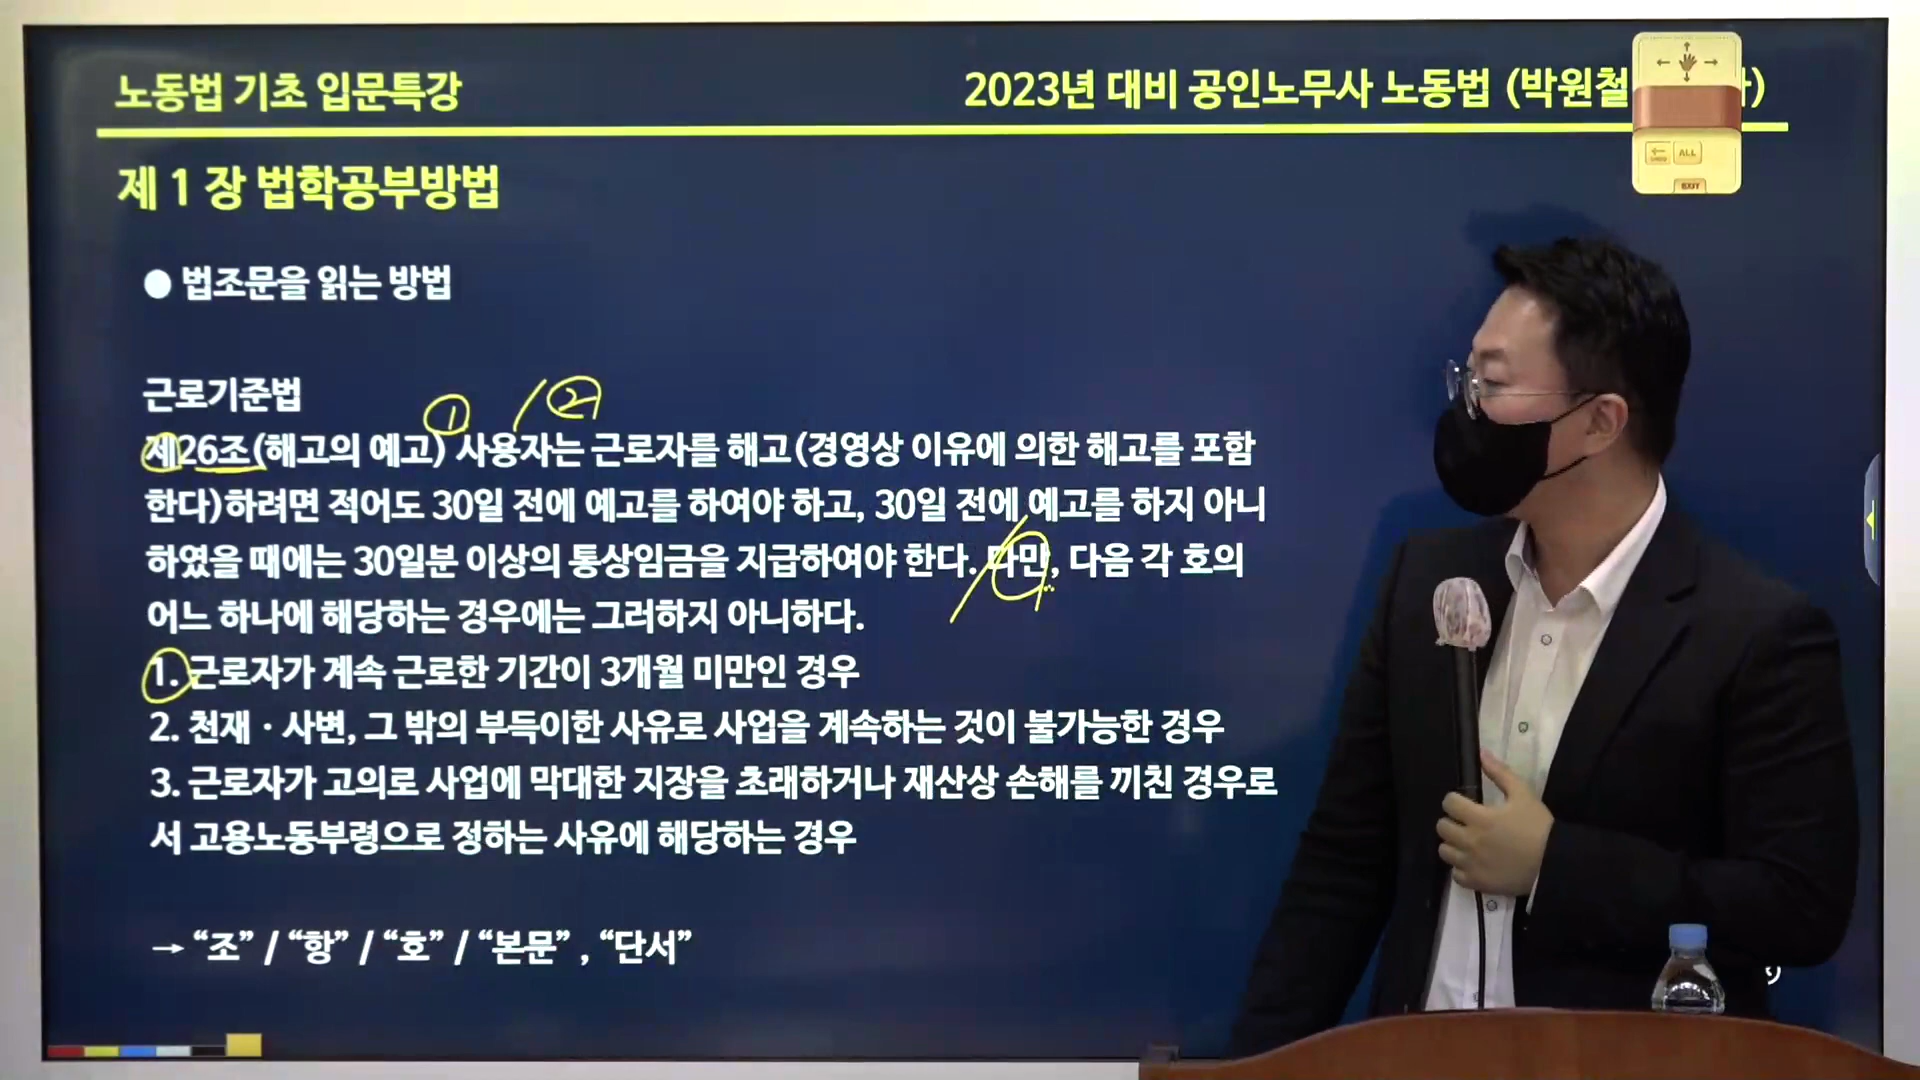 노동법 기초 입문특강
2023년 대비 공인노무사 노동법 (박원철
제 1 장 법학공부방법
● 법조문을 읽는 방법
근로기준법
① / ②
제26조(해고의 예고) 사용자는 근로자를 해고(경영상 이유에 의한 해고를 포함
한다)하려면 적어도 30일 전에 예고를 하여야 하고, 30일 전에 예고를 하지 아니
하였을 때에는 30일분 이상의 통상임금을 지급하여야 한다. 다만, 다음 각 호의
어느 하나에 해당하는 경우에는 그러하지 아니하다.
1. 근로자가 계속 근로한 기간이 3개월 미만인 경우
2. 천재 · 사변, 그 밖의 부득이한 사유로 사업을 계속하는 것이 불가능한 경우
3. 근로자가 고의로 사업에 막대한 지장을 초래하거나 재산상 손해를 끼친 경우로
서 고용노동부령으로 정하는 사유에 해당하는 경우
→ “조” / “항” / “호” / “본문” , “단서”
UNDO ALL
EXIT